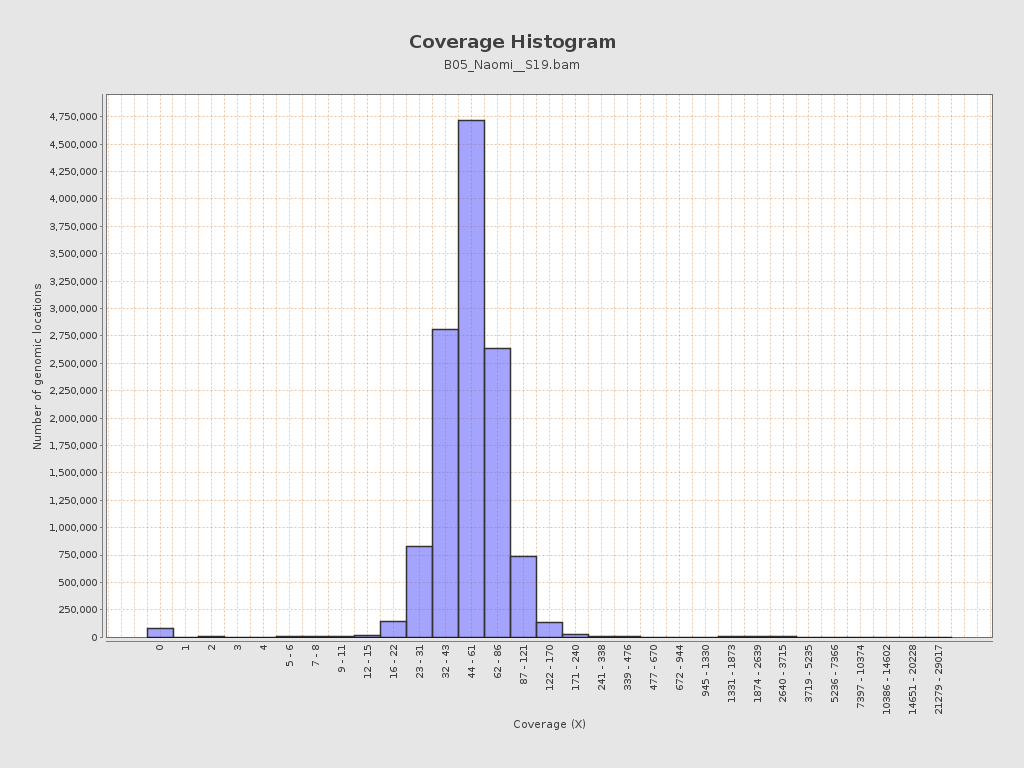 Coverage Histogram
B05_Naomi__S19.bam
Number of genomic locations
4,750,000
4,500,000
4,250,000
4,000,000
3,750,000
3,500,000
3,250,000
3,000,000
2,750,000
2,500,000
2,250,000
2,000,000
1,750,000
1,500,000
1,250,000
1,000,000
750,000
500,000
250,000
0
0
1
2
3
4
5 - 6
7 - 8
9 - 11
12 - 15
16 - 22
23 - 31
32 - 43
44 - 61
62 - 86
87 - 121
122 - 170
171 - 240
241 - 338
339 - 476
477 - 670
672 - 944
945 - 1330
1331 - 1873
1874 - 2639
2640 - 3715
3719 - 5235
5236 - 7366
7397 - 10374
10386 - 14602
14651 - 20228
21279 - 29017
Coverage (X)